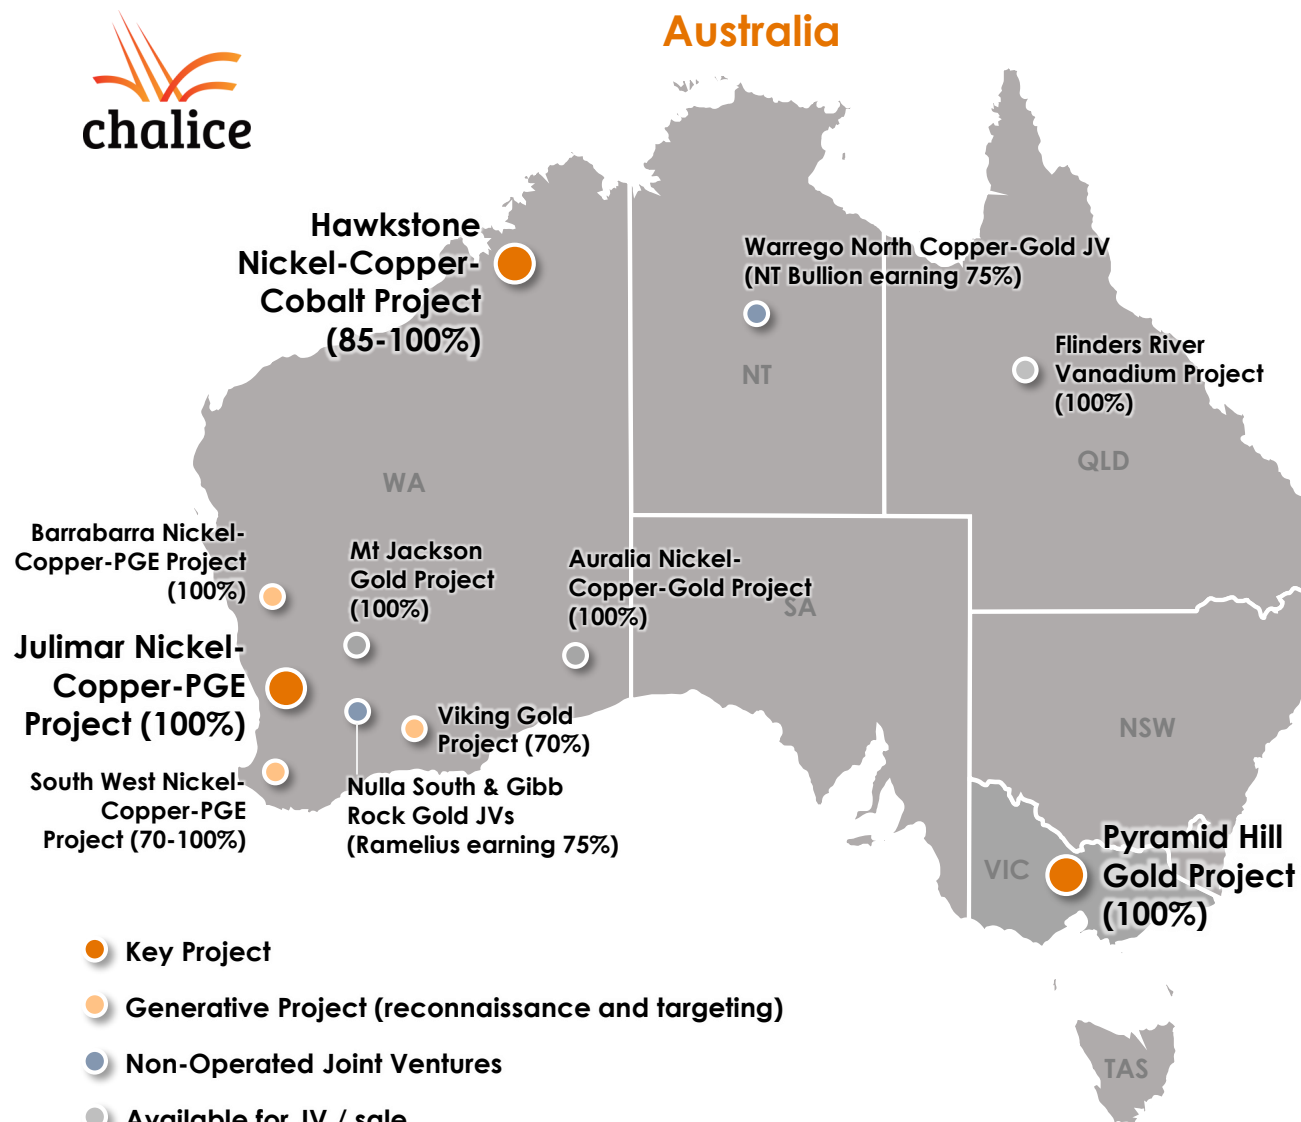 Australia
chalice
Hawkstone
Nickel-Copper-
Cobalt Project
(85-100%)
Warrego North Copper-Gold JV
(NT Bullion earning 75%)
Flinders River
Vanadium Project
(100%)
NT
QLD
WA
Barrabarra Nickel-
Copper-PGE Project
(100%)
Mt Jackson
Gold Project
(100%)
Auralia Nickel-
Copper-Gold Project
(100%)
SA
Julimar Nickel-
Copper-PGE
Project (100%)
Viking Gold
Project (70%)
NSW
South West Nickel-
Copper-PGE
Project (70-100%)
Nulla South & Gibb
Rock Gold JVs
(Ramelius earning 75%)
VIC
Pyramid Hill
Gold Project
(100%)
Key Project
Generative Project (reconnaissance and targeting)
Non-Operated Joint Ventures
TAS
Available for JV / sale